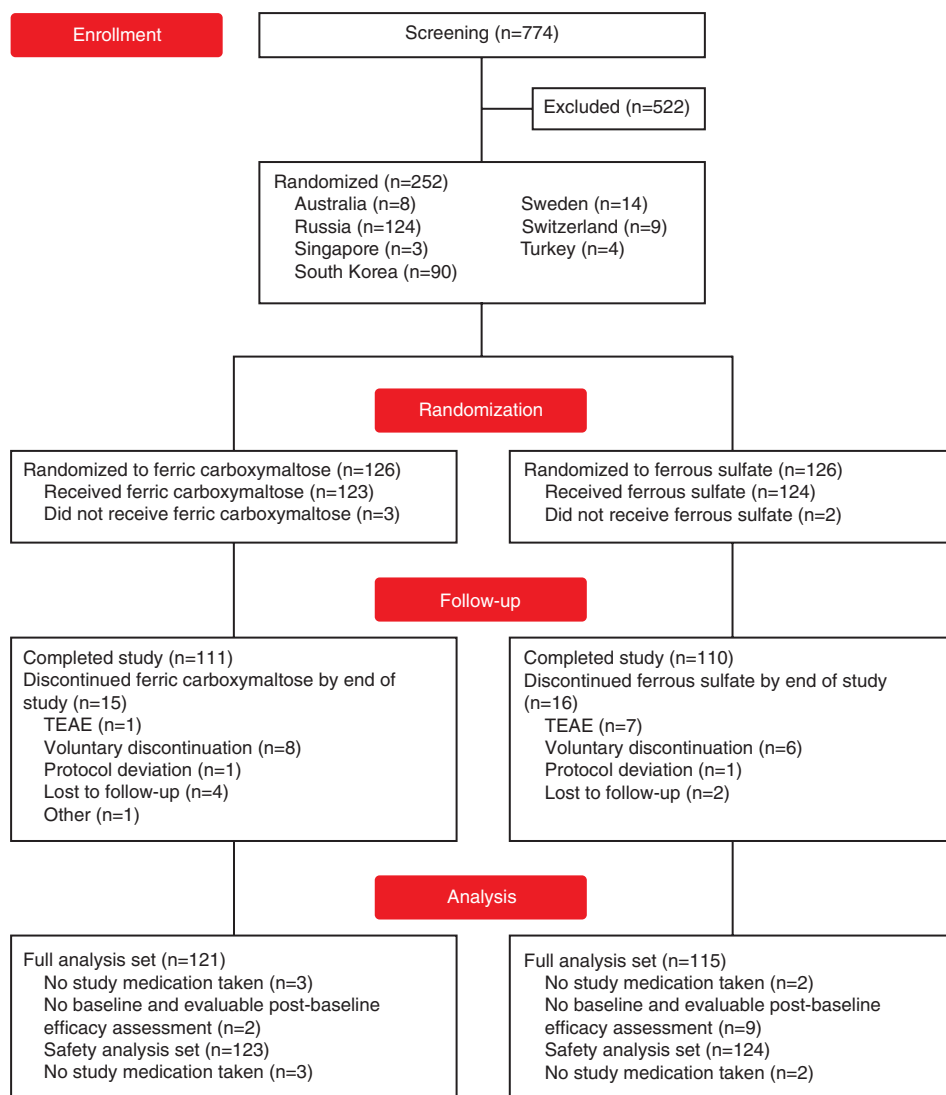 Enrollment
Screening (n=774)
Excluded (n=522)
Randomized (n=252)
Australia (n=8)
Russia (n=124)
Singapore (n=3)
South Korea (n=90)
Sweden (n=14)
Switzerland (n=9)
Turkey (n=4)
Randomization
Randomized to ferric carboxymaltose (n=126)
Received ferric carboxymaltose (n=123)
Did not receive ferric carboxymaltose (n=3)
Randomized to ferrous sulfate (n=126)
Received ferrous sulfate (n=124)
Did not receive ferrous sulfate (n=2)
Follow-up
Completed study (n=111)
Discontinued ferric carboxymaltose by end of
study (n=15)
TEAE (n=1)
Voluntary discontinuation (n=8)
Protocol deviation (n=1)
Lost to follow-up (n=4)
Other (n=1)
Completed study (n=110)
Discontinued ferrous sulfate by end of study
(n=16)
TEAE (n=7)
Voluntary discontinuation (n=6)
Protocol deviation (n=1)
Lost to follow-up (n=2)
Analysis
Full analysis set (n=121)
No study medication taken (n=3)
No baseline and evaluable post-baseline
efficacy assessment (n=2)
Safety analysis set (n=123)
No study medication taken (n=3)
Full analysis set (n=115)
No study medication taken (n=2)
No baseline and evaluable post-baseline
efficacy assessment (n=9)
Safety analysis set (n=124)
No study medication taken (n=2)